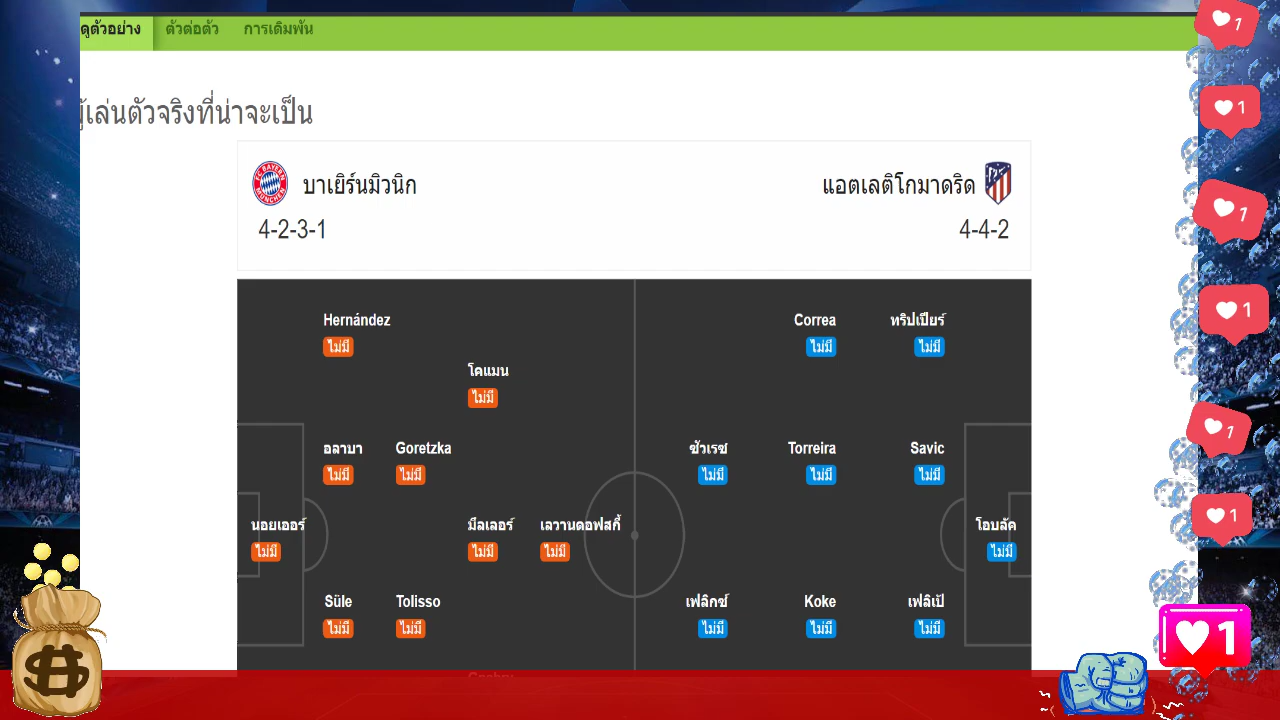 ดูตัวอย่าง ตัวต่อตัว การเดิมพัน
ผู้เล่นตัวจริงที่น่าจะเป็น
บาเยิร์นมิวนิก
4-2-3-1
แอตเลติโกมาดริด
4-4-2
Hernández
ไม่มี
โคแมน
ไม่มี
อลาบา
ไม่มี
Goretzka
ไม่มี
นอยเออร์
ไม่มี
มึลเลอร์
ไม่มี
เลวานดอฟสกี้
ไม่มี
Süle
ไม่มี
Tolisso
ไม่มี
Correa
ไม่มี
ทริปเปียร์
ไม่มี
ซัวเรซ
ไม่มี
Torreira
ไม่มี
Savic
ไม่มี
โอบลัค
ไม่มี
เฟลิกซ์
ไม่มี
Koke
ไม่มี
เฟลิเป้
ไม่มี
1
1
1
1
1
1
1